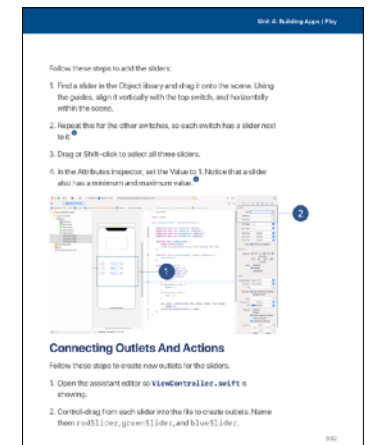 Unit 4: Building Apps | Play
Follow these steps to add the sliders:
1. Find a slider in the Object library and drag it onto the scene. Using
the guides, align it vertically with the top switch, and horizontally
within the scene.
2. Repeat this for the other switches, so each switch has a slider next
to it.
3. Drag or Shift-click to select all three sliders.
4. In the Attributes inspector, set the Value to 1. Notice that a slider
also has a minimum and maximum value.
2
1
Connecting Outlets And Actions
Follow these steps to create new outlets for the sliders.
1. Open the assistant editor so ViewController.swift is
showing.
2. Control-drag from each slider into the file to create outlets. Name
them redSlider, greenSlider, and blueSlider.